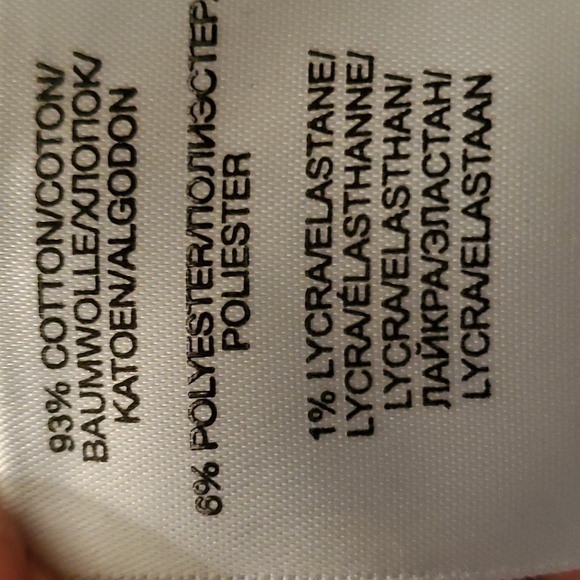 93% COTTON/COTON/
BAUMWOLLE/ХЛОПОК/
KATOEN/ALGODON
6% POLYESTER/ПОЛИЭСТЕР/
POLIESTER
1% LYCRA/ELASTANE/
LYCRA/ÉLASTHANNE/
LYCRA/ELASTHAN/
ЛАЙКРА/ЭЛАСТАН/
LYCRA/ELASTAAN